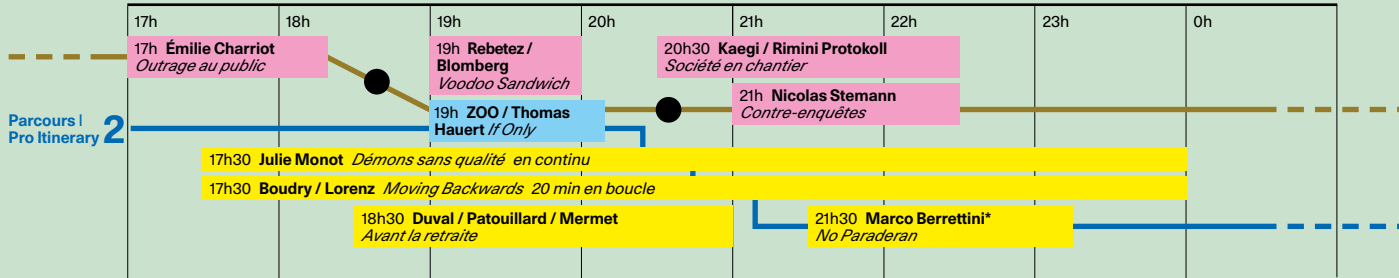 17h 18h 19h 20h 21h 22h 23h 0h
17h Émilie Charriot
Outrage au public
19h Rebetez /
Blomberg
Voodoo Sandwich
20h30 Kaegi / Rimini Protokoll
Société en chantier
21h Nicolas Stemann
Contre-enquêtes
19h ZOO / Thomas
Hauert If Only
Parcours |
Pro Itinerary 2
17h30 Julie Monot Démons sans qualité en continu
17h30 Boudry / Lorenz Moving Backwards 20 min en boucle
18h30 Duval / Patouillard / Mermet
Avant la retraite
21h30 Marco Berrettini*
No Paraderan